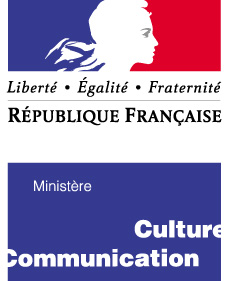 Liberté • Égalité • Fraternité
RÉPUBLIQUE FRANÇAISE
Ministère
Culture
Communication